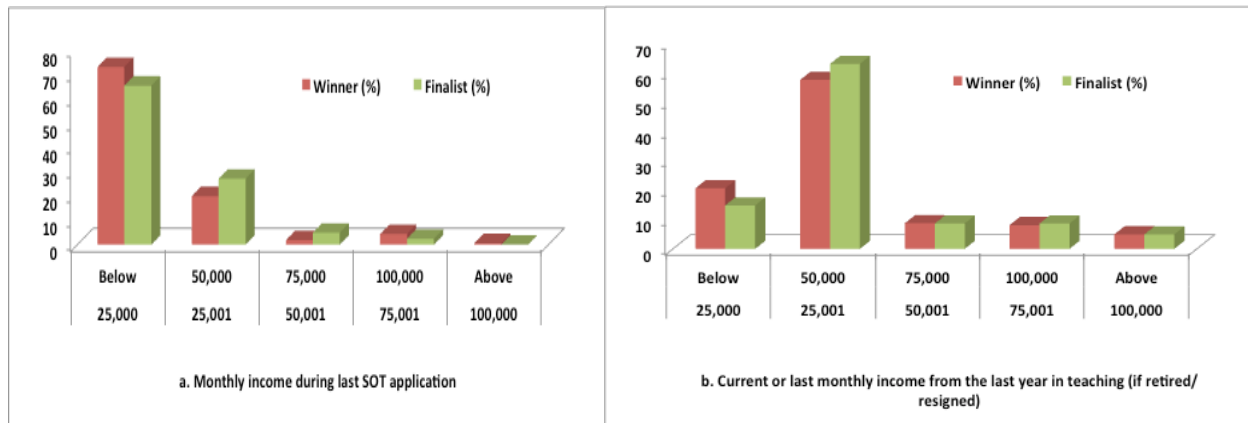 80
70
60
50
40
30
20
10
0
Winner (%) Finalist (%)
Below 50,000 75,000 100,000 Above
25,000 25,001 50,001 75,001 100,000
a. Monthly income during last SOT application
70
60
50
40
30
20
10
0
Winner (%) Finalist (%)
Below 50,000 75,000 100,000 Above
25,000 25,001 50,001 75,001 100,000
b. Current or last monthly income from the last year in teaching (if retired/
resigned)